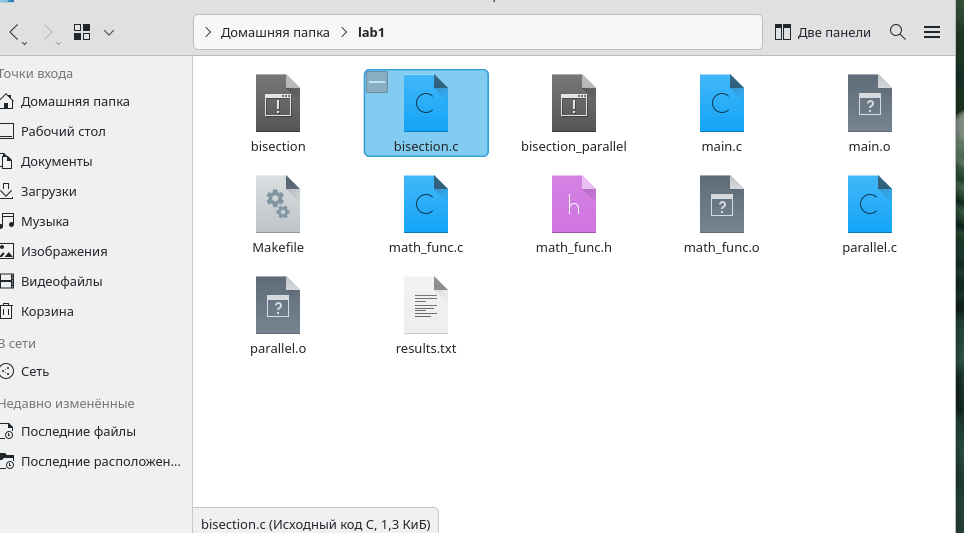 Домашняя папка
lab1
Две панели
Точки входа
Домашняя папка
Рабочий стол
Документы
Загрузки
Музыка
Изображения
Видеофайлы
Корзина
В сети
Сеть
Недавно изменённые
Последние файлы
Последние расположен...
bisection
bisection.c
bisection_parallel
main.c
main.o
Makefile
math_func.c
math_func.h
math_func.o
parallel.c
parallel.o
results.txt
bisection.c (Исходный код C, 1,3 КиБ)